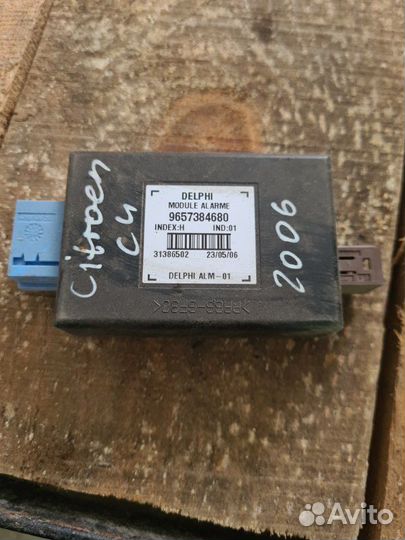 Citroen
C4
DELPHI
MODULE ALARME
9657384680
INDEX:H IND:01
31386502 23/05/06
DELPHI ALM-01
2006
Avito